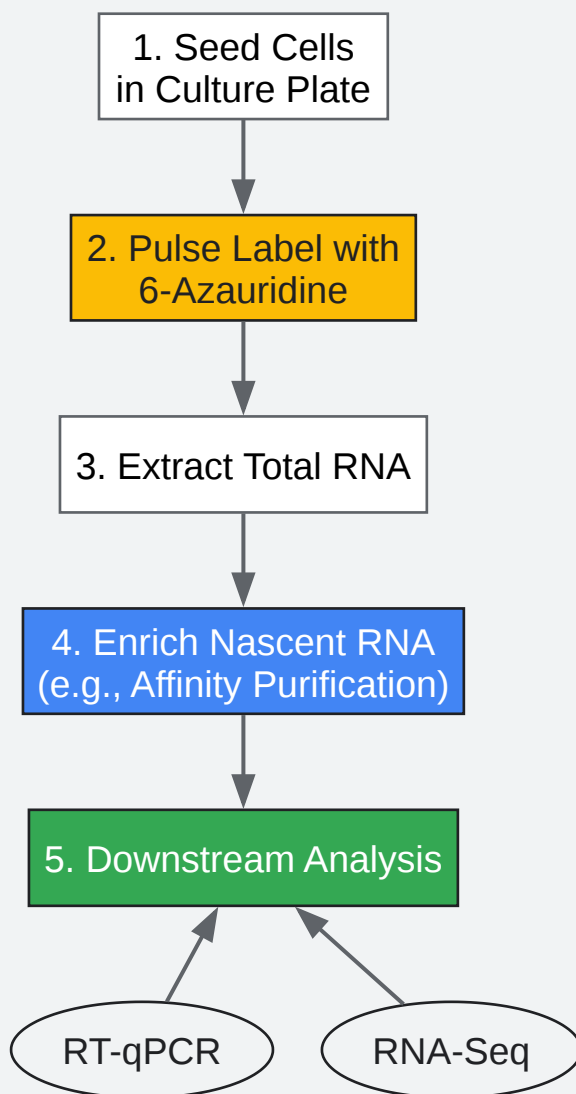 1. Seed Cells
in Culture Plate
2. Pulse Label with
6-Azauridine
3. Extract Total RNA
4. Enrich Nascent RNA
(e.g., Affinity Purification)
5. Downstream Analysis
RT-qPCR
RNA-Seq